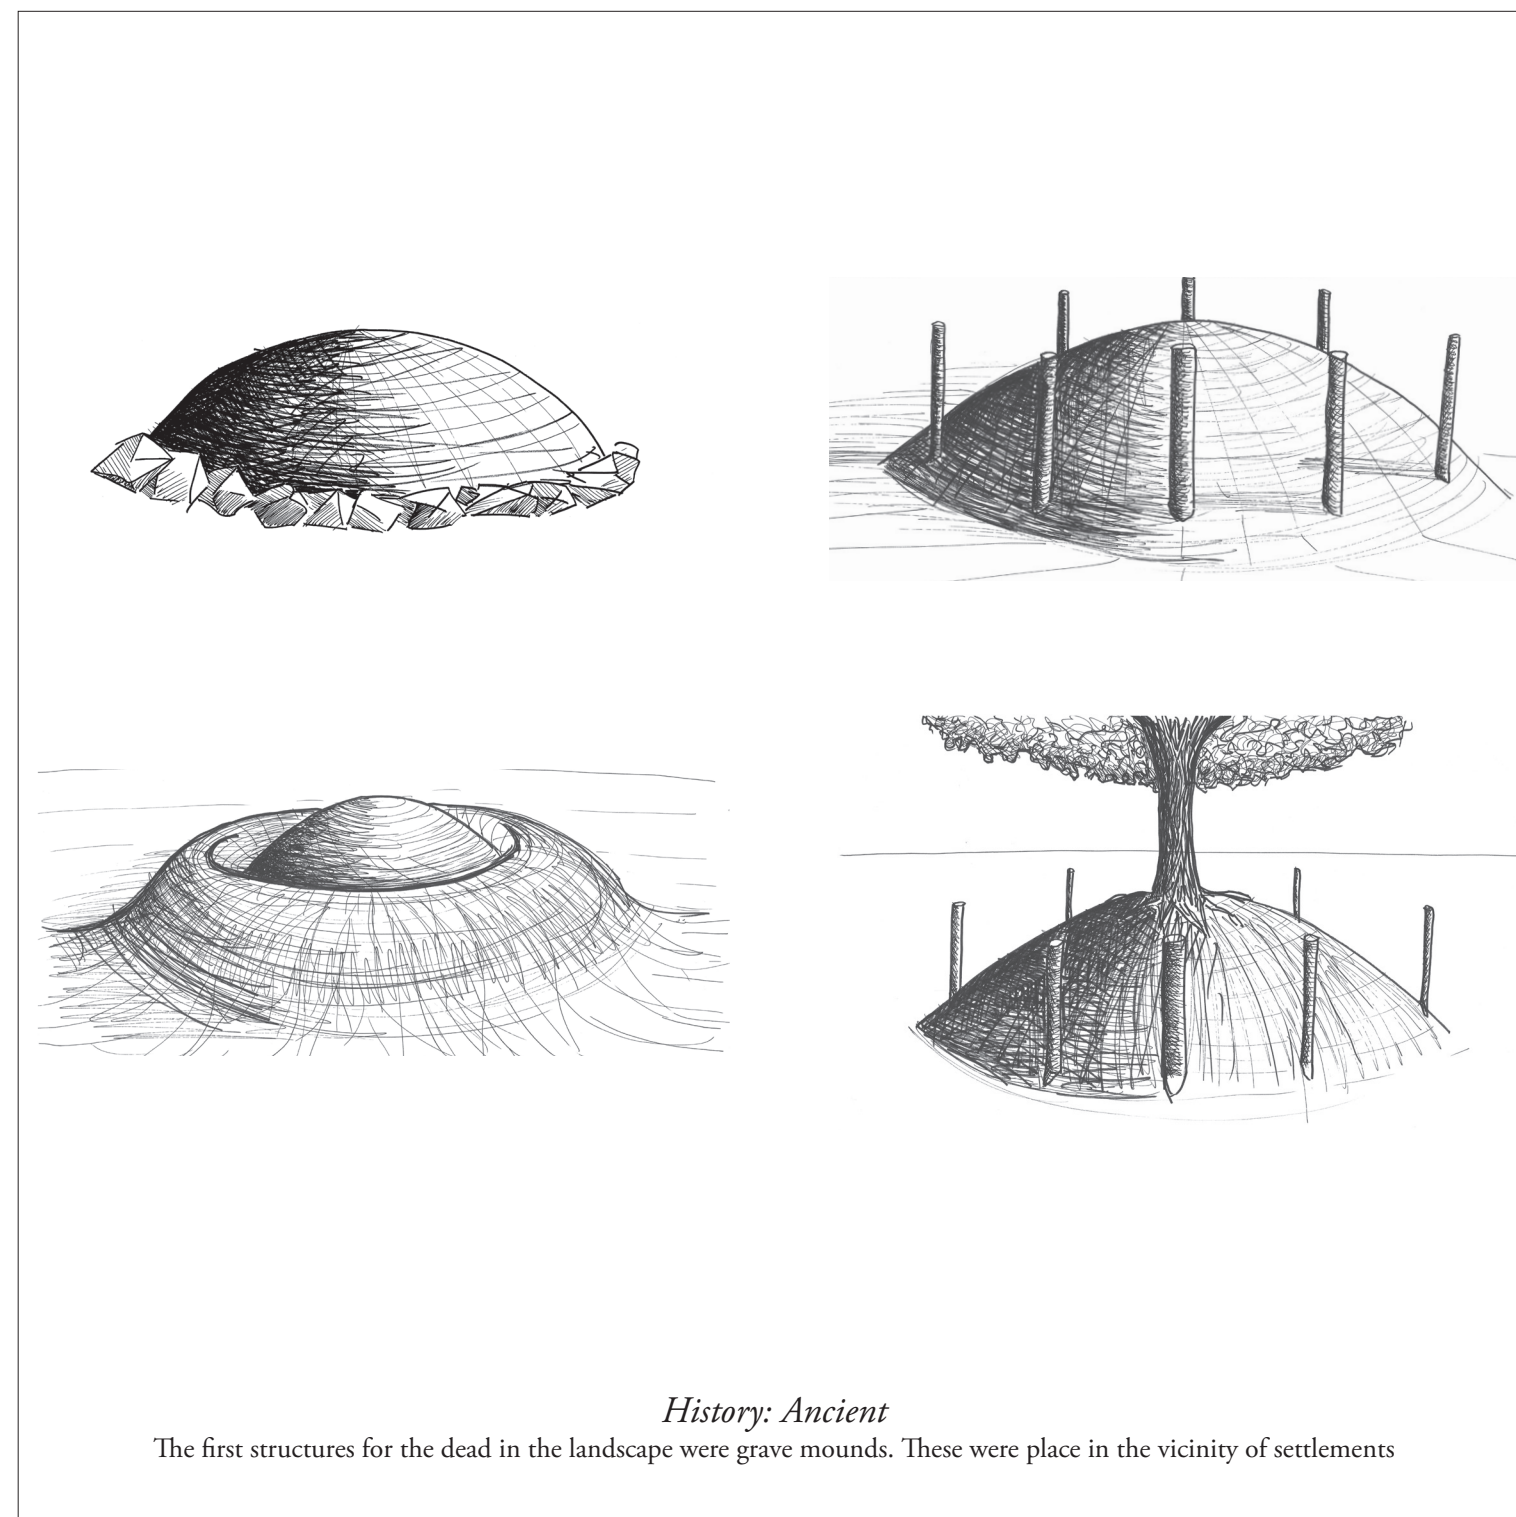 History: Ancient
The first structures for the dead in the landscape were grave mounds. These were place in the vicinity of settlements